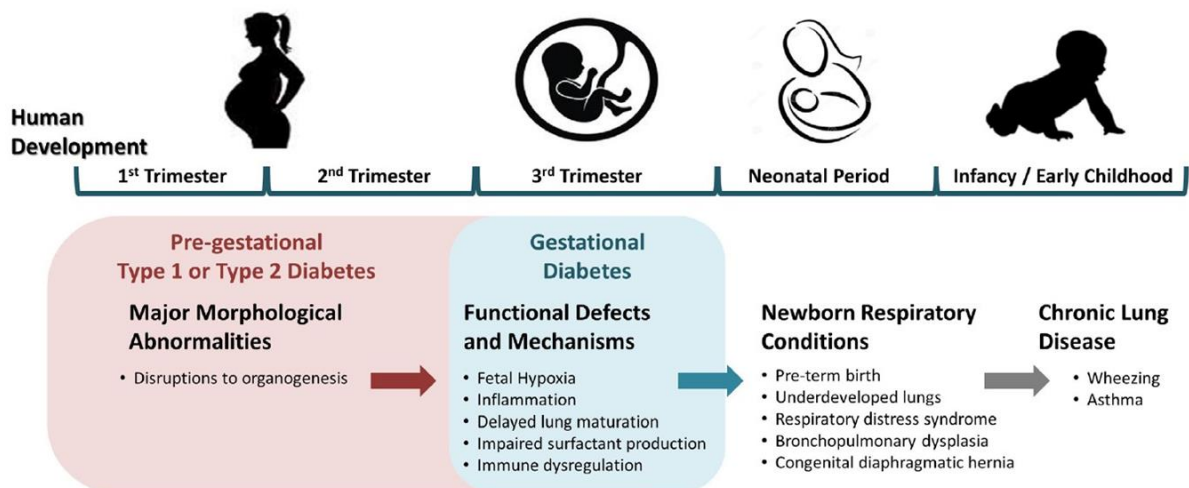 Human
Development
1st Trimester
2nd Trimester
3rd Trimester
Neonatal Period
Infancy / Early Childhood
Pre-gestational
Type 1 or Type 2 Diabetes
Major Morphological
Abnormalities
• Disruptions to organogenesis
Gestational
Diabetes
Functional Defects
and Mechanisms
• Fetal Hypoxia
• Inflammation
• Delayed lung maturation
• Impaired surfactant production
• Immune dysregulation
Newborn Respiratory
Conditions
• Pre-term birth
• Underdeveloped lungs
• Respiratory distress syndrome
• Bronchopulmonary dysplasia
• Congenital diaphragmatic hernia
Chronic Lung
Disease
• Wheezing
• Asthma